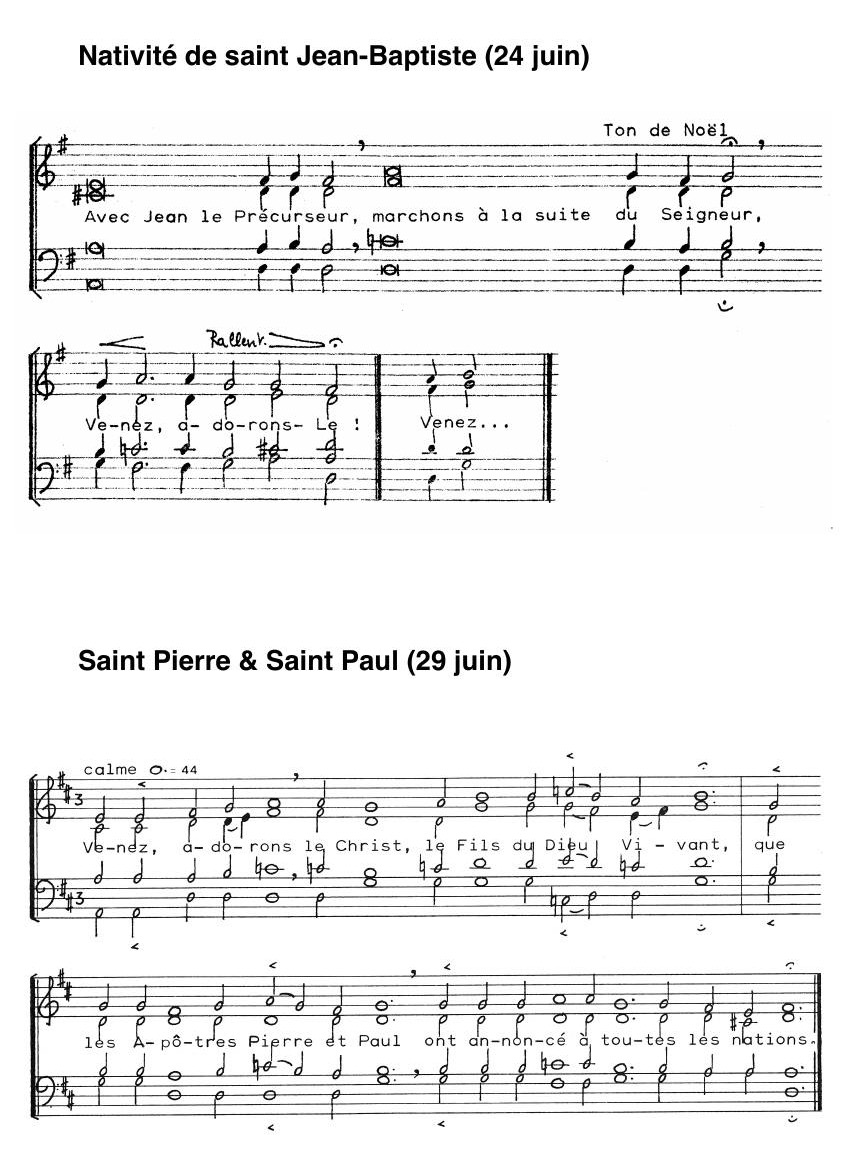 Nativité de saint Jean-Baptiste (24 juin)
Ton de Noël
Avec Jean le Précurseur, marchons à la suite du Seigneur,
Rallent.
Ve-nez, a- do-rons- Le ! Venez...
Saint Pierre & Saint Paul (29 juin)
calme = 44
3
Ve-nez, a-do-rons le Christ, le Fils du Dieu Vi - vant, que
3
les A-pô-tres Pierre et Paul ont an-non-cé à tou-tes les nations.